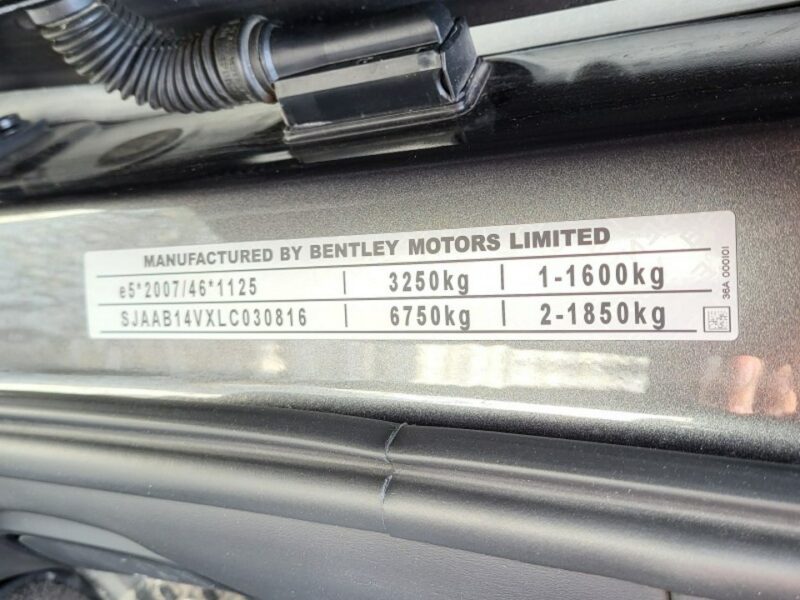 MANUFACTURED BY BENTLEY MOTORS LIMITED
e5*2007/46*1125 | 3250kg | 1-1600kg
SJAAB14VXLC030816 | 6750kg | 2-1850kg
36A 000101